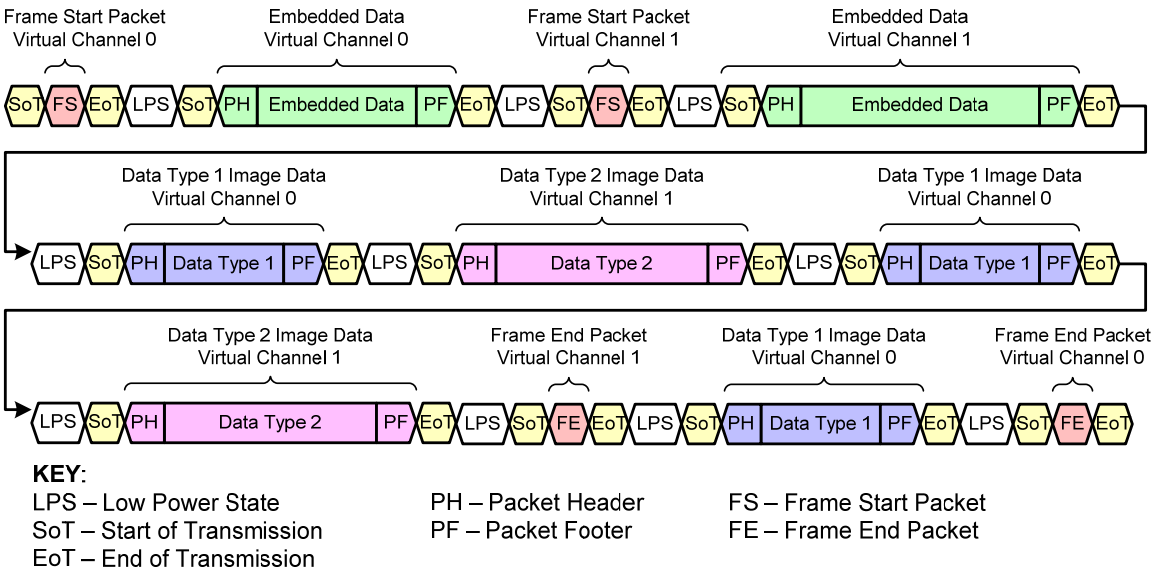 Frame Start Packet
Virtual Channel 0
Embedded Data
Virtual Channel 0
Frame Start Packet
Virtual Channel 1
Embedded Data
Virtual Channel 1
SoT FS EoT LPS SoT PH Embedded Data PF EoT LPS SoT FS EoT LPS SoT PH Embedded Data PF EoT
Data Type 1 Image Data
Virtual Channel 0
Data Type 2 Image Data
Virtual Channel 1
Data Type 1 Image Data
Virtual Channel 0
LPS SoT PH Data Type 1 PF EoT LPS SoT PH Data Type 2 PF EoT LPS SoT PH Data Type 1 PF EoT
Data Type 2 Image Data
Virtual Channel 1
Frame End Packet
Virtual Channel 1
Data Type 1 Image Data
Virtual Channel 0
Frame End Packet
Virtual Channel 0
LPS SoT PH Data Type 2 PF EoT LPS SoT FE EoT LPS SoT PH Data Type 1 PF EoT LPS SoT FE EoT
KEY:
LPS – Low Power State
SoT – Start of Transmission
EoT – End of Transmission
PH – Packet Header
PF – Packet Footer
FS – Frame Start Packet
FE – Frame End Packet